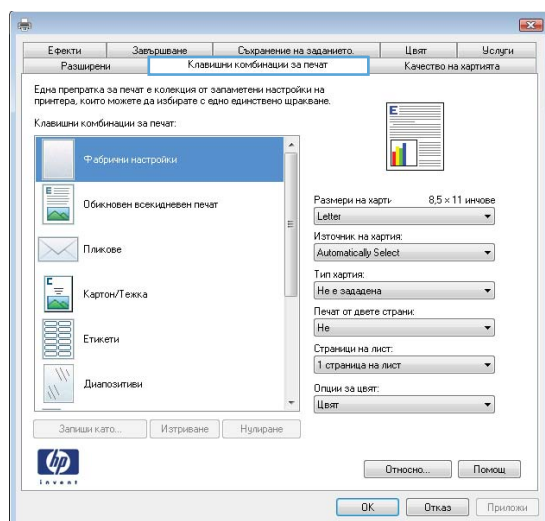 Ефекти Завършване Съхранение на заданието. Цвят Услуги
Разширени Клавишни комбинации за печат Качество на хартията
Една препратка за печат е колекция от запаметени настройки на
принтера, които можете да избирате с едно единствено щракване.
Клавишни комбинации за печат:
Фабрични настройки
Обикновен всекидневен печат
Пликове
Картон/Тежка
Етикети
Диапозитиви
Запиши като... Изтриване Нулиране
E
Размери на харти 8,5 × 11 инчове
Letter
Източник на хартия:
Automatically Select
Тип хартия:
Не е зададена
Печат от двете страни:
Не
Страници на лист:
1 страница на лист
Опции за цвят:
Цвят
hp
invent
Относно... Помощ
OK Отказ Приложи